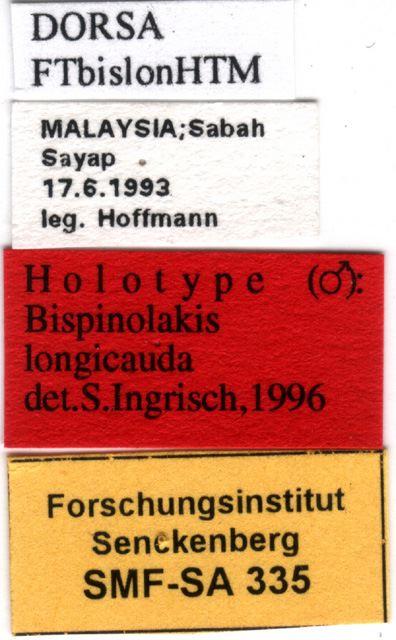 DORSA
FTbislonHTM
MALAYSIA;Sabah
Sayap
17.6.1993
leg. Hoffmann
Holotype (♂):
Bispinolakis
longicauda
det.S.Ingrisch,1996
Forschungsinstitut
Senckenberg
SMF-SA 335